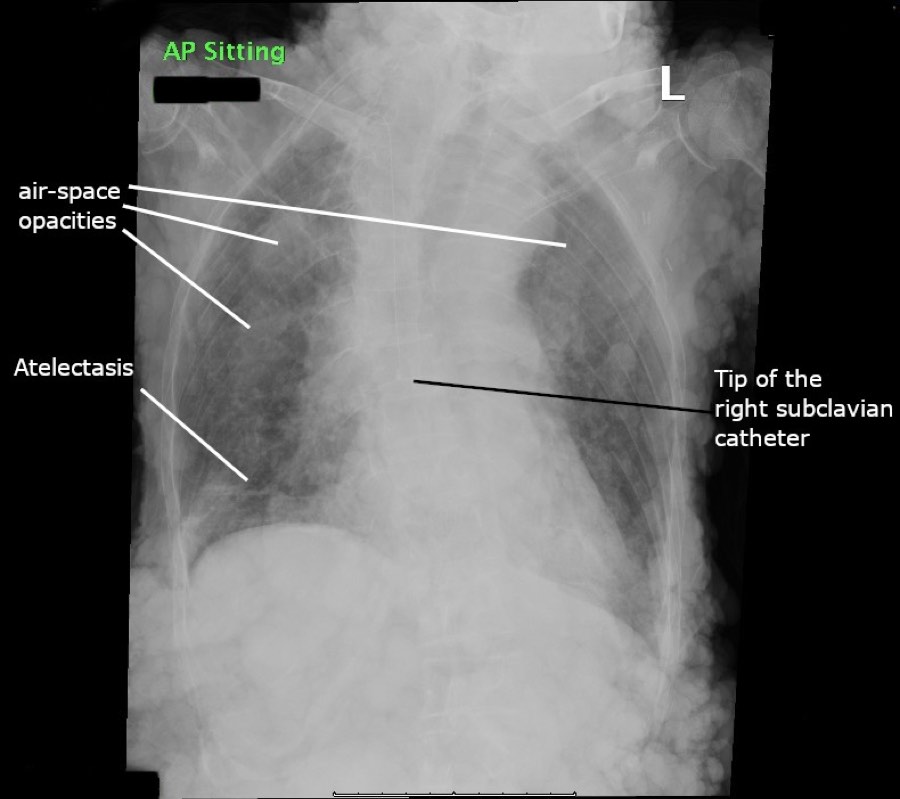 AP Sitting
L
air-space
opacities
Atelectasis
Tip of the
right subclavian
catheter